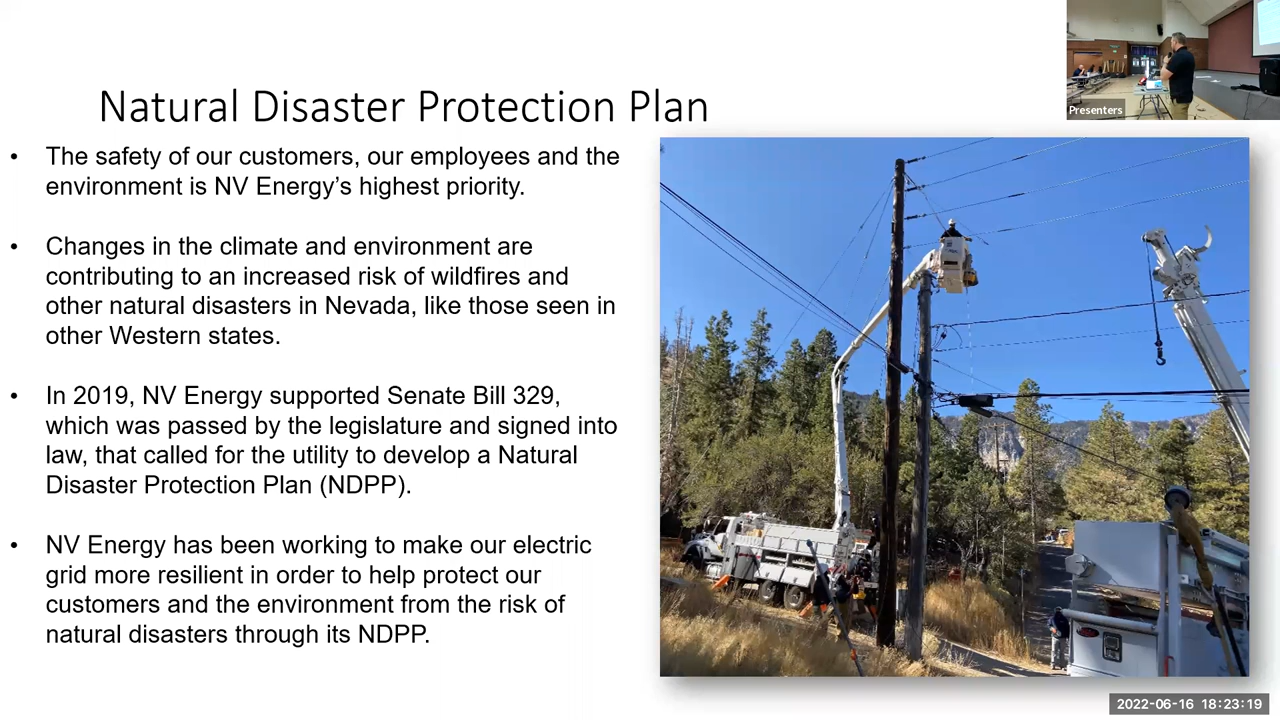 Presenters
Natural Disaster Protection Plan
• The safety of our customers, our employees and the
environment is NV Energy’s highest priority.
• Changes in the climate and environment are
contributing to an increased risk of wildfires and
other natural disasters in Nevada, like those seen in
other Western states.
• In 2019, NV Energy supported Senate Bill 329,
which was passed by the legislature and signed into
law, that called for the utility to develop a Natural
Disaster Protection Plan (NDPP).
• NV Energy has been working to make our electric
grid more resilient in order to help protect our
customers and the environment from the risk of
natural disasters through its NDPP.
2022-06-16 18:23:19